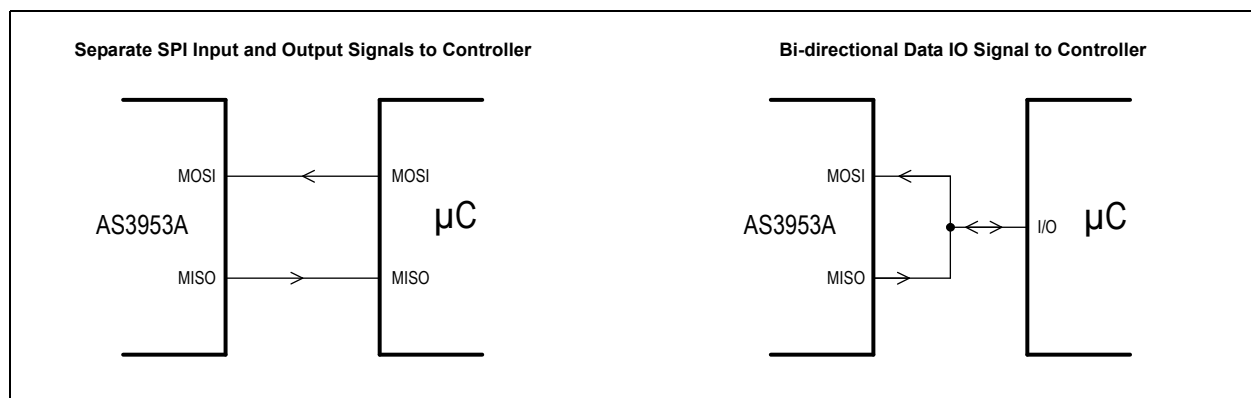 Separate SPI Input and Output Signals to Controller
MOSI
MOSI
AS3953A
µC
MISO
MISO
Bi-directional Data IO Signal to Controller
MOSI
AS3953A
I/O
µC
MISO